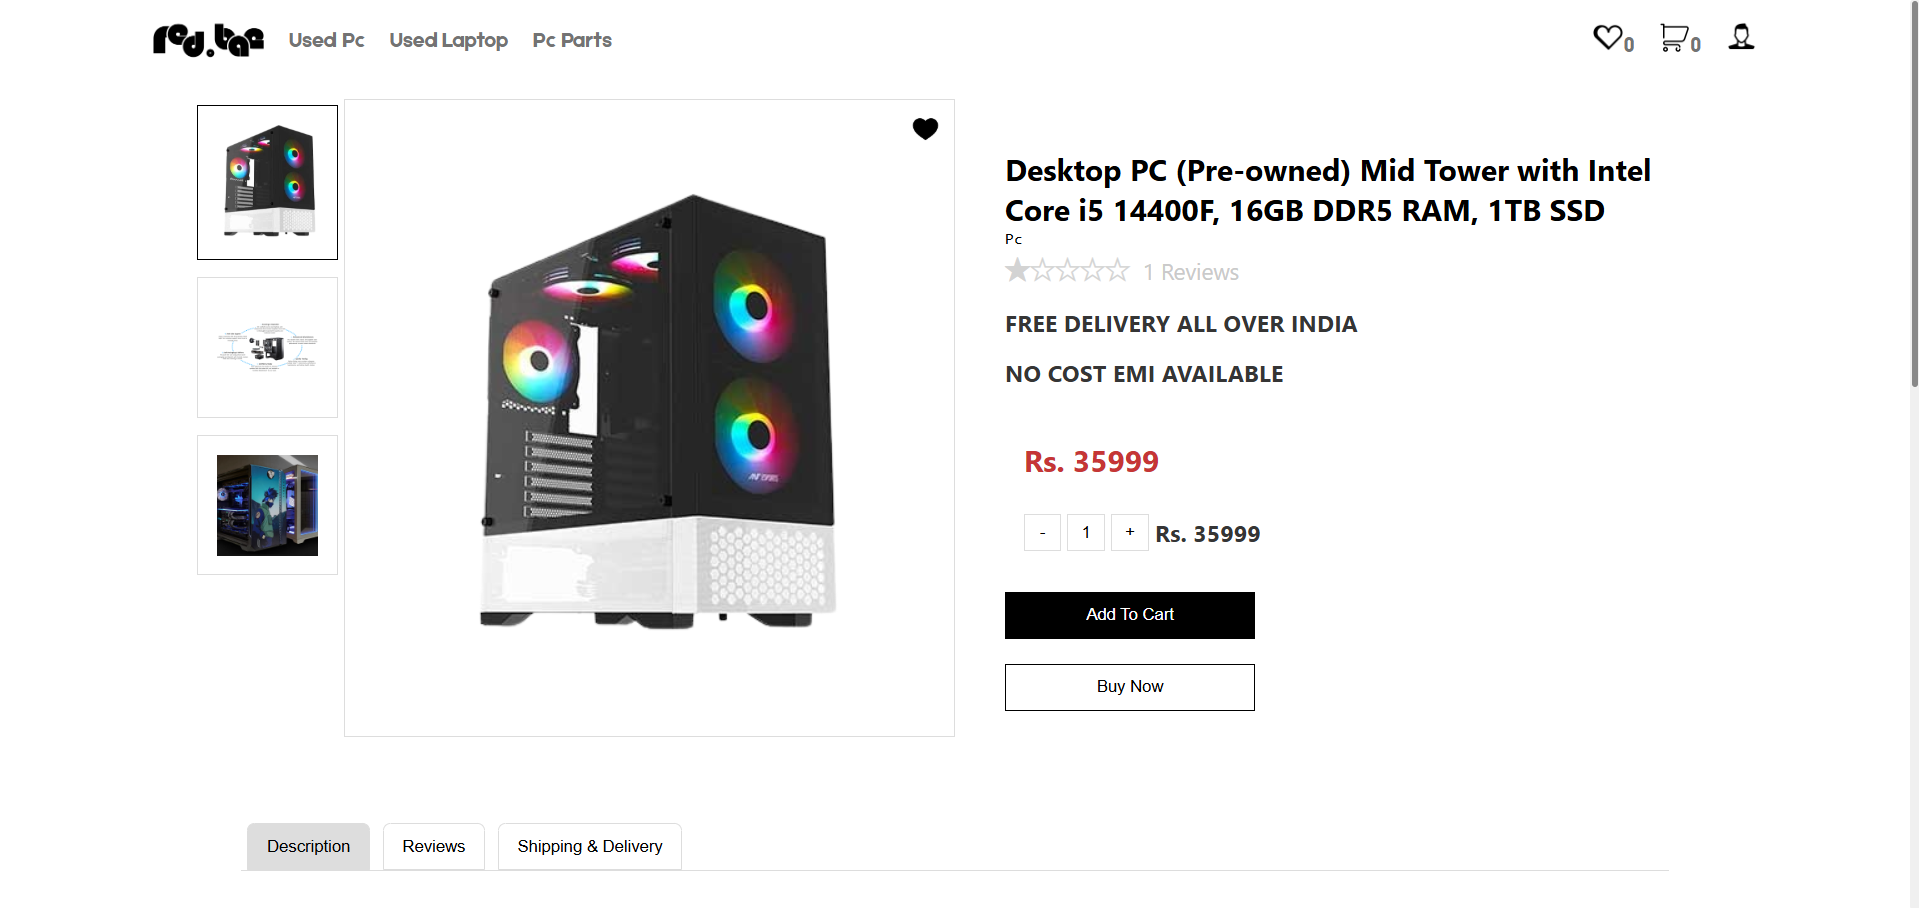 red.bae
Used Pc
Used Laptop
Pc Parts
0
0
Desktop PC (Pre-owned) Mid Tower with Intel
Core i5 14400F, 16GB DDR5 RAM, 1TB SSD
Pc
1 Reviews
FREE DELIVERY ALL OVER INDIA
NO COST EMI AVAILABLE
Rs. 35999
- 1 + Rs. 35999
Add To Cart
Buy Now
Description
Reviews
Shipping & Delivery